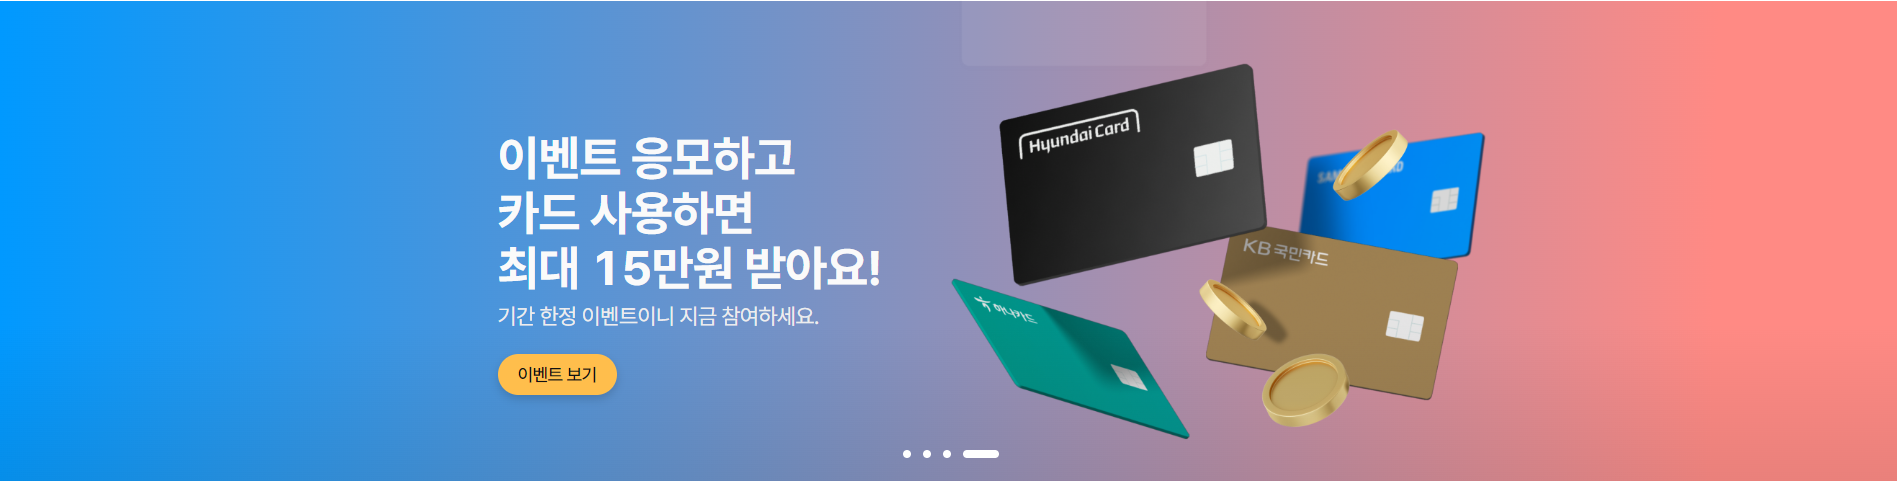 이벤트 응모하고
카드 사용하면
최대 15만원 받아요!
기간 한정 이벤트이니 지금 참여하세요.
이벤트 보기
Hyundai Card
KB 국민카드
하나카드